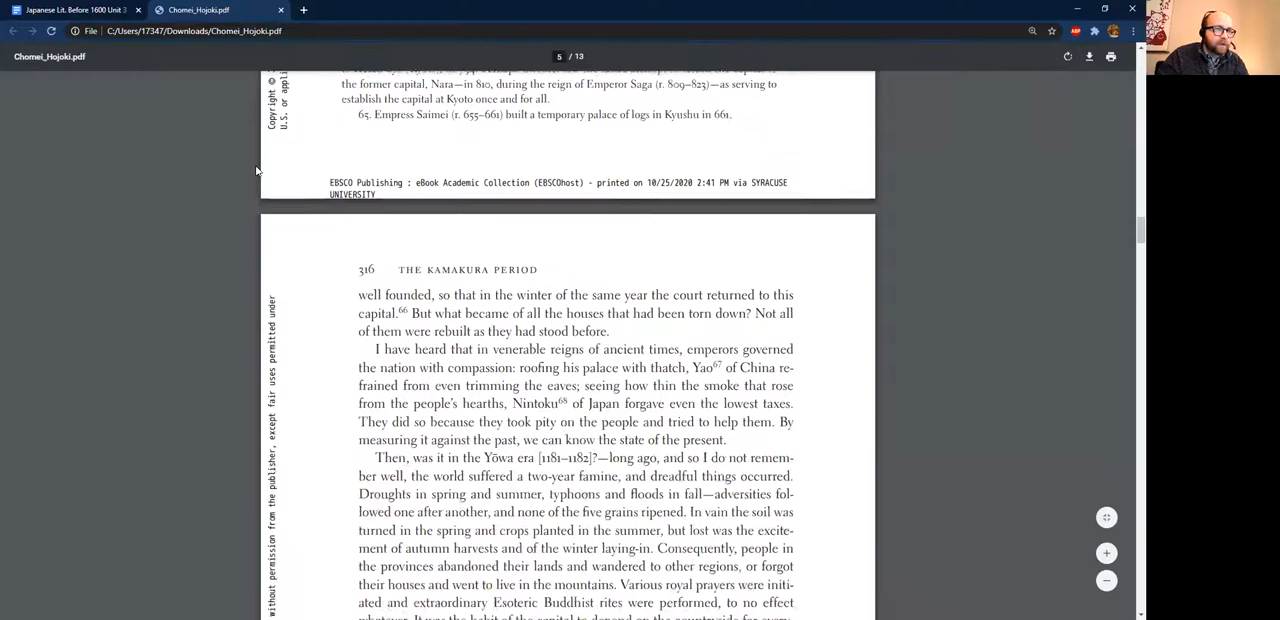 Japanese Lit. Before 1600 Unit 3
Chomei_Hojoki.pdf
File C:/Users/17347/Downloads/Chomei_Hojoki.pdf
ABP
Chomei_Hojoki.pdf
5 / 13
the former capital, Nara—in 810, during the reign of Emperor Saga (r. 809–823)—as serving to
establish the capital at Kyoto once and for all.
65. Empress Saimei (r. 655–661) built a temporary palace of logs in Kyushu in 661.
Copyright ©
U.S. or appli
EBSCO Publishing : eBook Academic Collection (EBSCOhost) - printed on 10/25/2020 2:41 PM via SYRACUSE
UNIVERSITY
316 THE KAMAKURA PERIOD
well founded, so that in the winter of the same year the court returned to this
capital.66 But what became of all the houses that had been torn down? Not all
of them were rebuilt as they had stood before.
I have heard that in venerable reigns of ancient times, emperors governed
the nation with compassion: roofing his palace with thatch, Yao67 of China re-
frained from even trimming the eaves; seeing how thin the smoke that rose
from the people's hearths, Nintoku68 of Japan forgave even the lowest taxes.
They did so because they took pity on the people and tried to help them. By
measuring it against the past, we can know the state of the present.
Then, was it in the Yōwa era [1181–1182]?—long ago, and so I do not remem-
ber well, the world suffered a two-year famine, and dreadful things occurred.
Droughts in spring and summer, typhoons and floods in fall—adversities fol-
lowed one after another, and none of the five grains ripened. In vain the soil was
turned in the spring and crops planted in the summer, but lost was the excite-
ment of autumn harvests and of the winter laying-in. Consequently, people in
the provinces abandoned their lands and wandered to other regions, or forgot
their houses and went to live in the mountains. Various royal prayers were initi-
ated and extraordinary Esoteric Buddhist rites were performed, to no effect
whatever. It was the habit of the capital to depend on the countryside for every-
without permission from the publisher, except fair uses permitted under